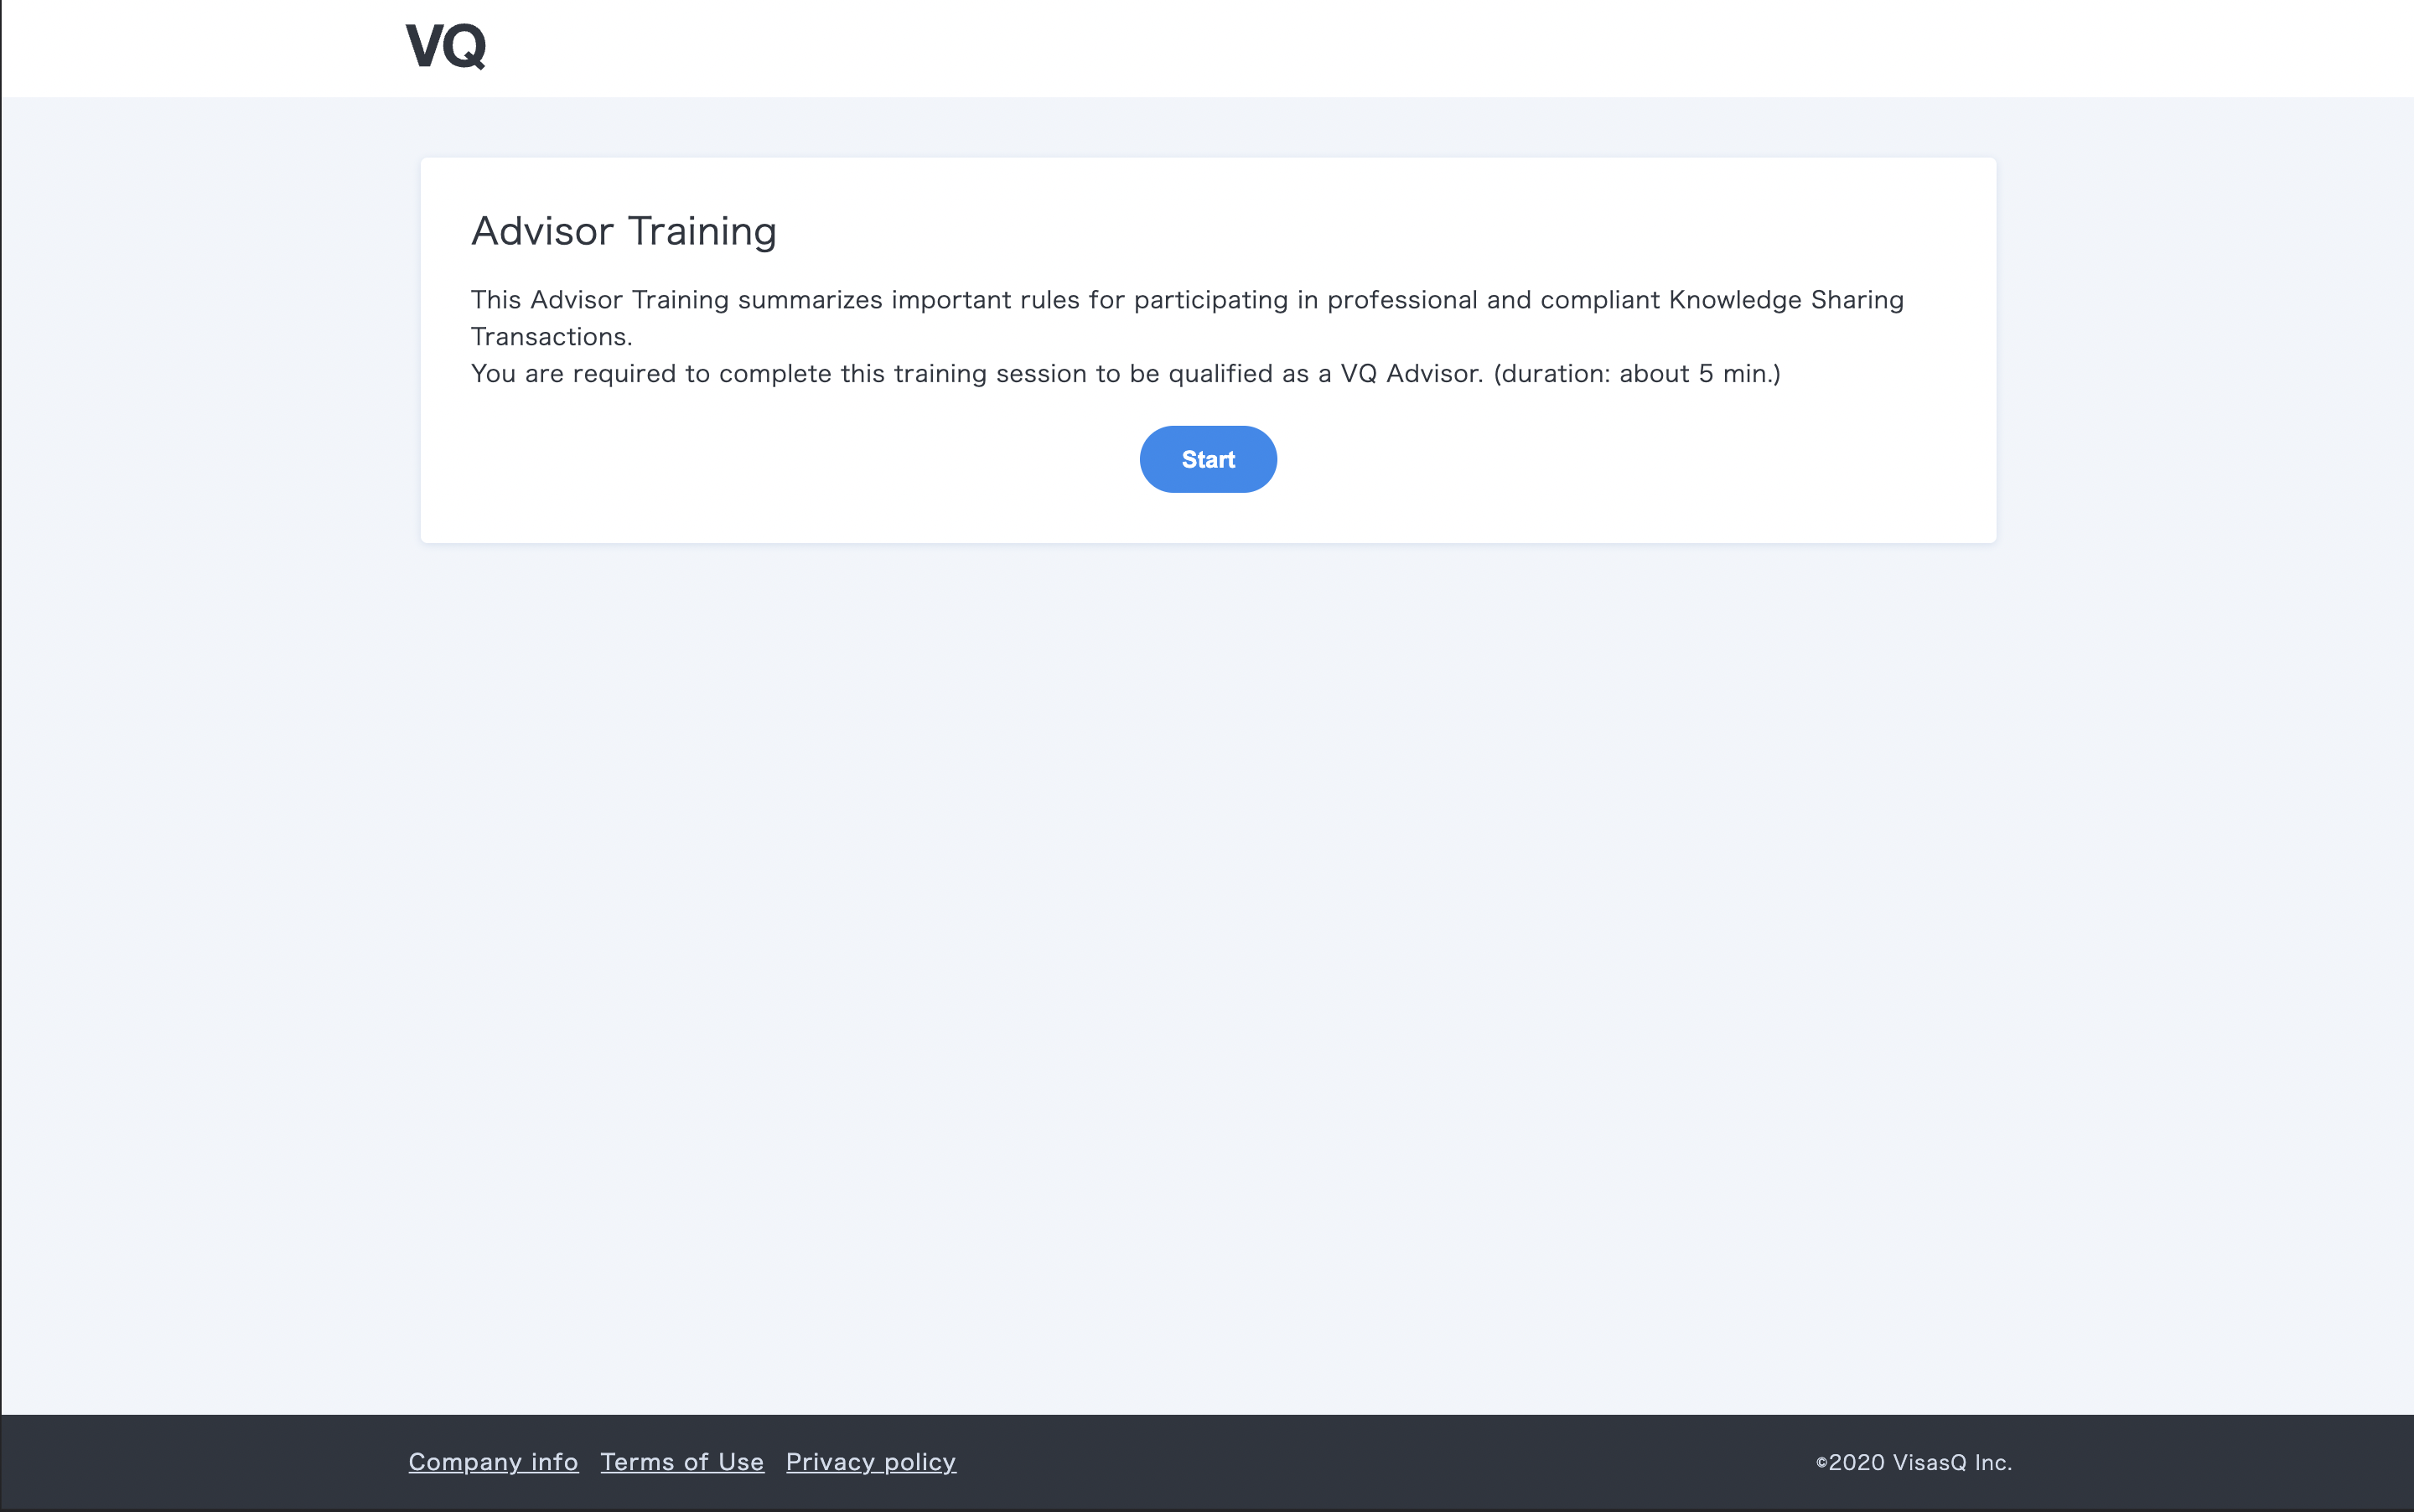 VQ
Advisor Training
This Advisor Training summarizes important rules for participating in professional and compliant Knowledge Sharing
Transactions.
You are required to complete this training session to be qualified as a VQ Advisor. (duration: about 5 min.)
Start
Company info Terms of Use Privacy policy ©2020 VisasQ Inc.